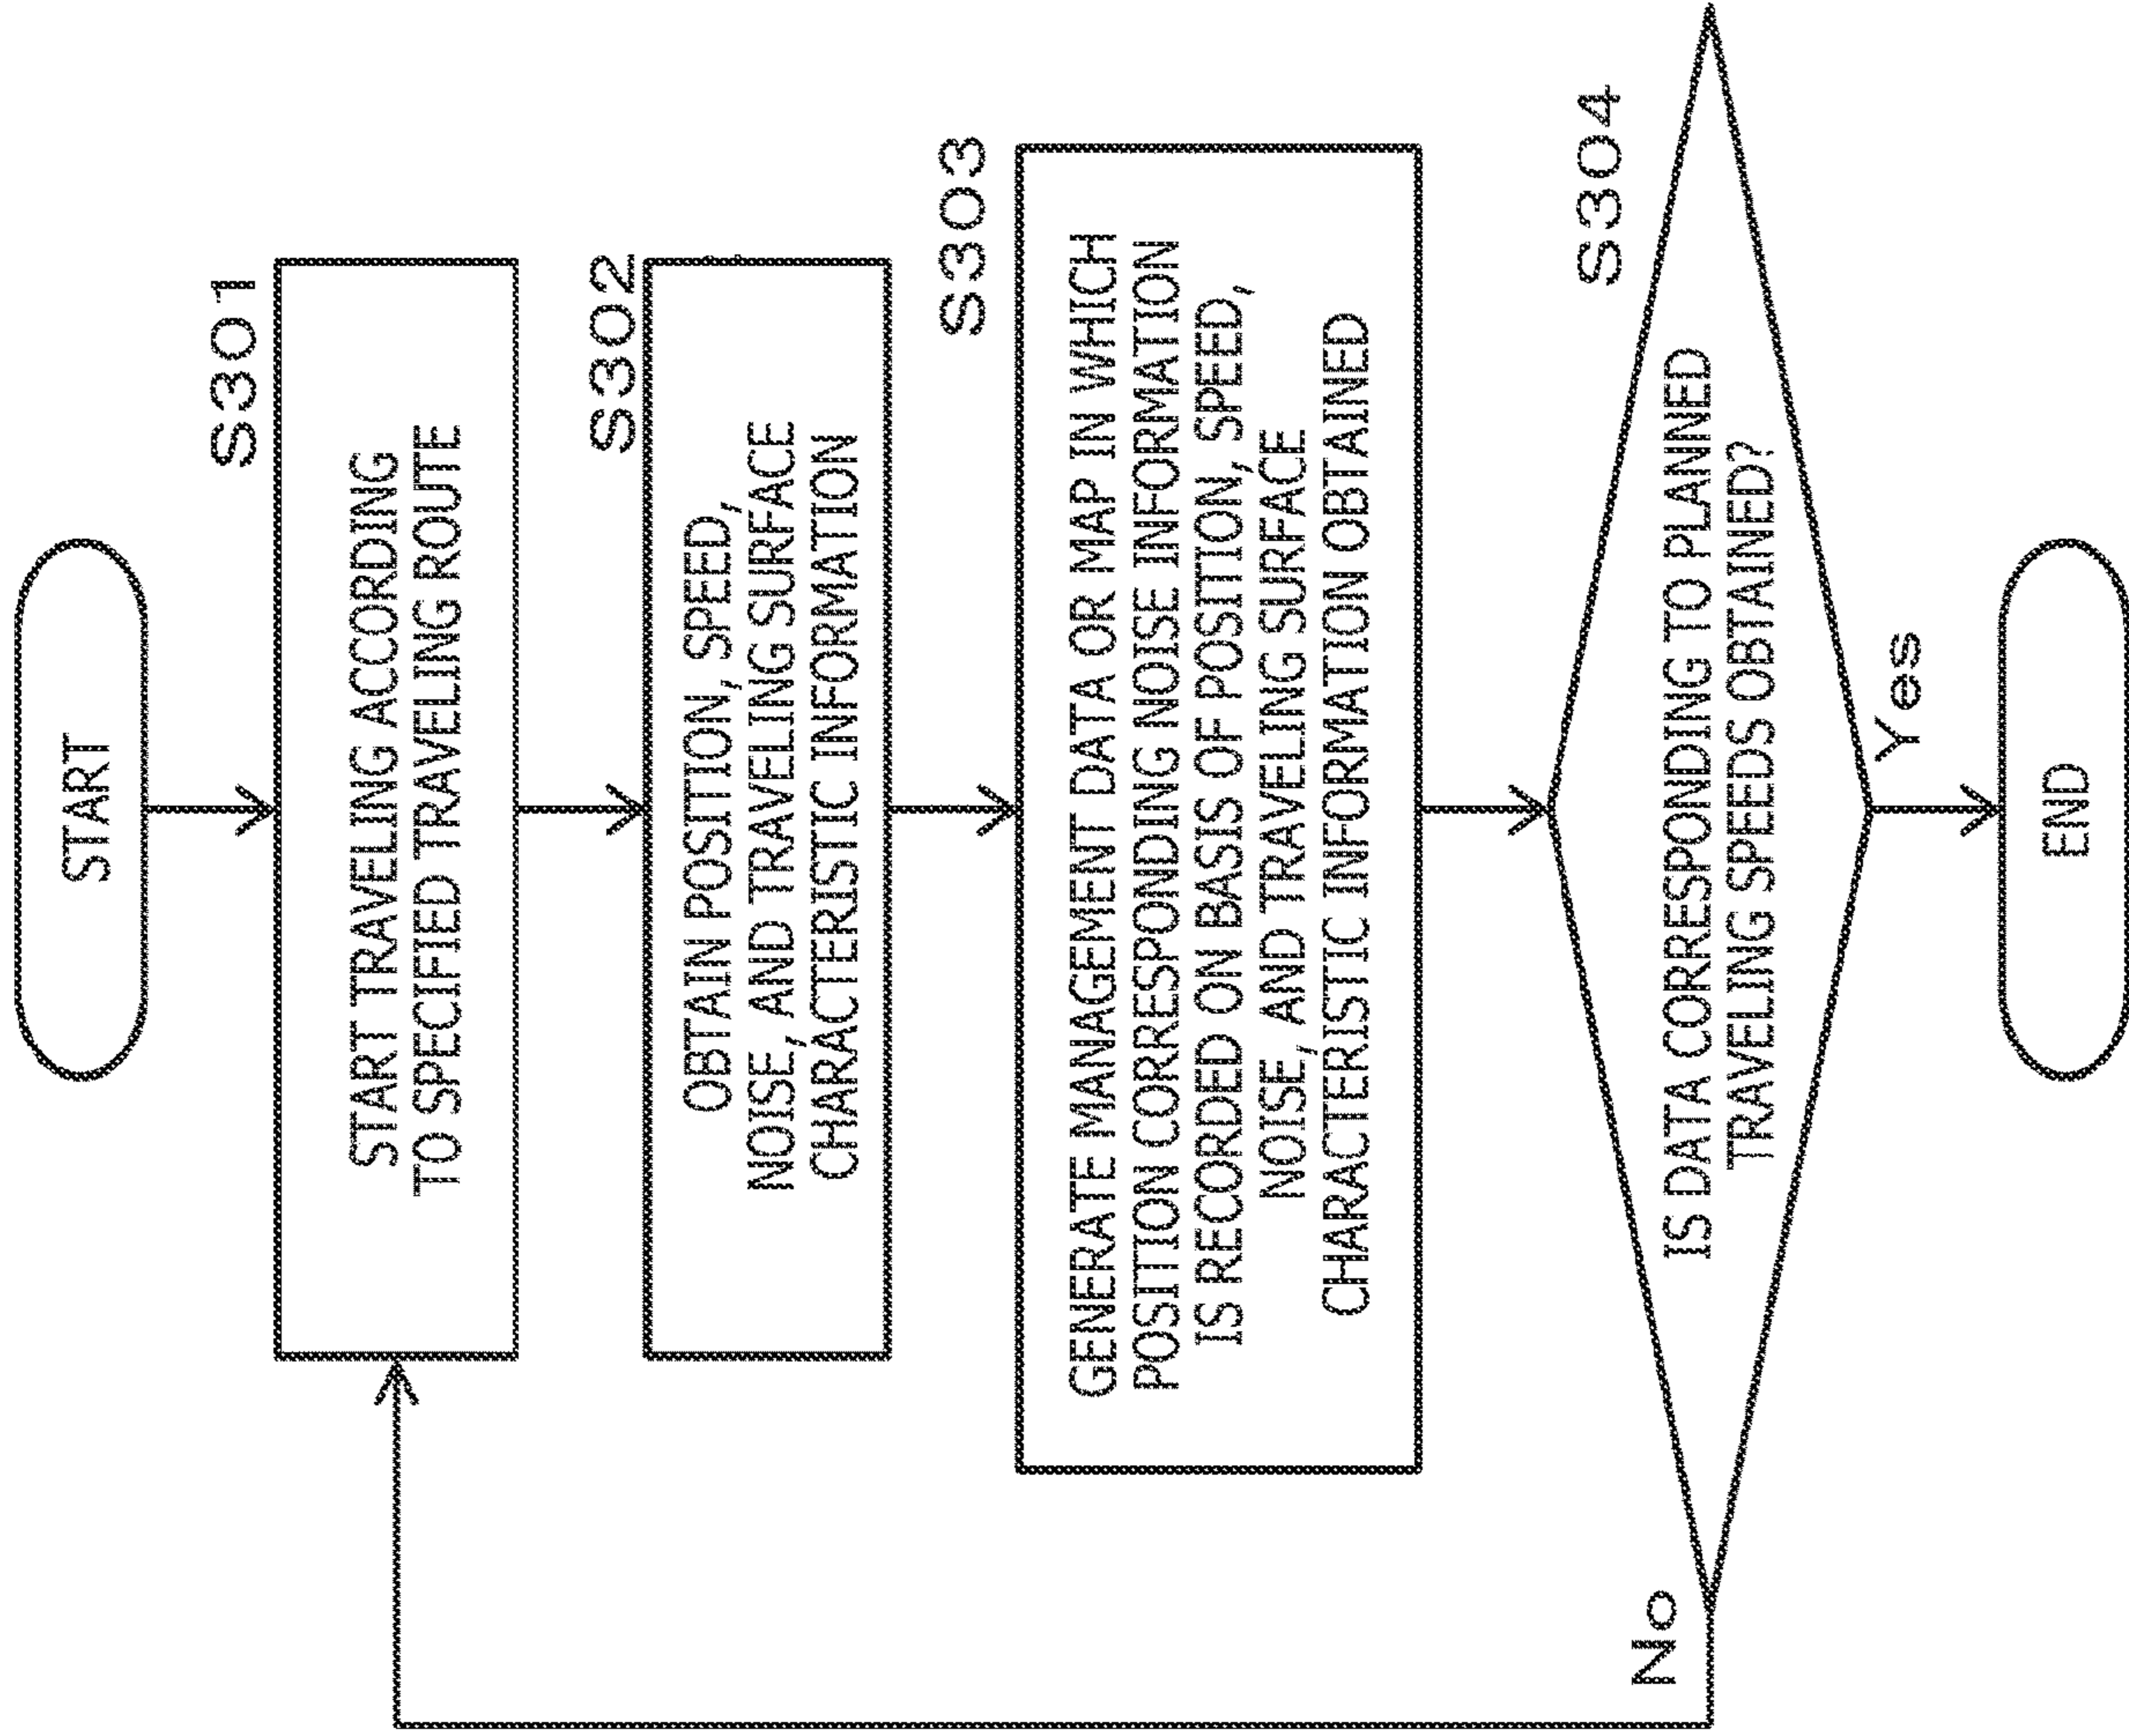 START
S301
START TRAVELING ACCORDING
TO SPECIFIED TRAVELING ROUTE
S302
OBTAIN POSITION, SPEED,
NOISE, AND TRAVELING SURFACE
CHARACTERISTIC INFORMATION
S303
GENERATE MANAGEMENT DATA OR MAP IN WHICH
POSITION CORRESPONDING NOISE INFORMATION
IS RECORDED ON BASIS OF POSITION, SPEED,
NOISE, AND TRAVELING SURFACE
CHARACTERISTIC INFORMATION OBTAINED
S304
IS DATA CORRESPONDING TO PLANNED
TRAVELING SPEEDS OBTAINED?
No
Yes
END